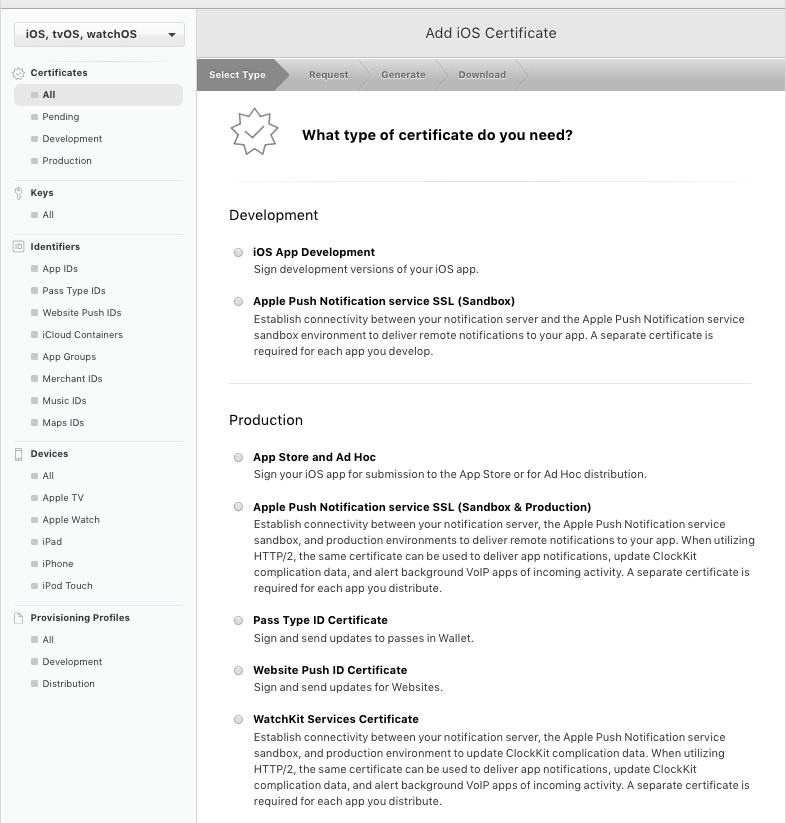 iOS, tvOS, watchOS
Certificates
All
Pending
Development
Production
Keys
All
ID Identifiers
App IDs
Pass Type IDs
Website Push IDs
iCloud Containers
App Groups
Merchant IDs
Music IDs
Maps IDs
Devices
All
Apple TV
Apple Watch
iPad
iPhone
iPod Touch
Provisioning Profiles
All
Development
Distribution
Add iOS Certificate
Select Type Request Generate Download
What type of certificate do you need?
Development
iOS App Development
Sign development versions of your iOS app.
Apple Push Notification service SSL (Sandbox)
Establish connectivity between your notification server and the Apple Push Notification service
sandbox environment to deliver remote notifications to your app. A separate certificate is
required for each app you develop.
Production
App Store and Ad Hoc
Sign your iOS app for submission to the App Store or for Ad Hoc distribution.
Apple Push Notification service SSL (Sandbox & Production)
Establish connectivity between your notification server, the Apple Push Notification service
sandbox, and production environments to deliver remote notifications to your app. When utilizing
HTTP/2, the same certificate can be used to deliver app notifications, update ClockKit
complication data, and alert background VoIP apps of incoming activity. A separate certificate is
required for each app you distribute.
Pass Type ID Certificate
Sign and send updates to passes in Wallet.
Website Push ID Certificate
Sign and send updates for Websites.
WatchKit Services Certificate
Establish connectivity between your notification server, the Apple Push Notification service
sandbox, and production environment to update ClockKit complication data. When utilizing
HTTP/2, the same certificate can be used to deliver app notifications, update ClockKit
complication data, and alert background VoIP apps of incoming activity. A separate certificate is
required for each app you distribute.